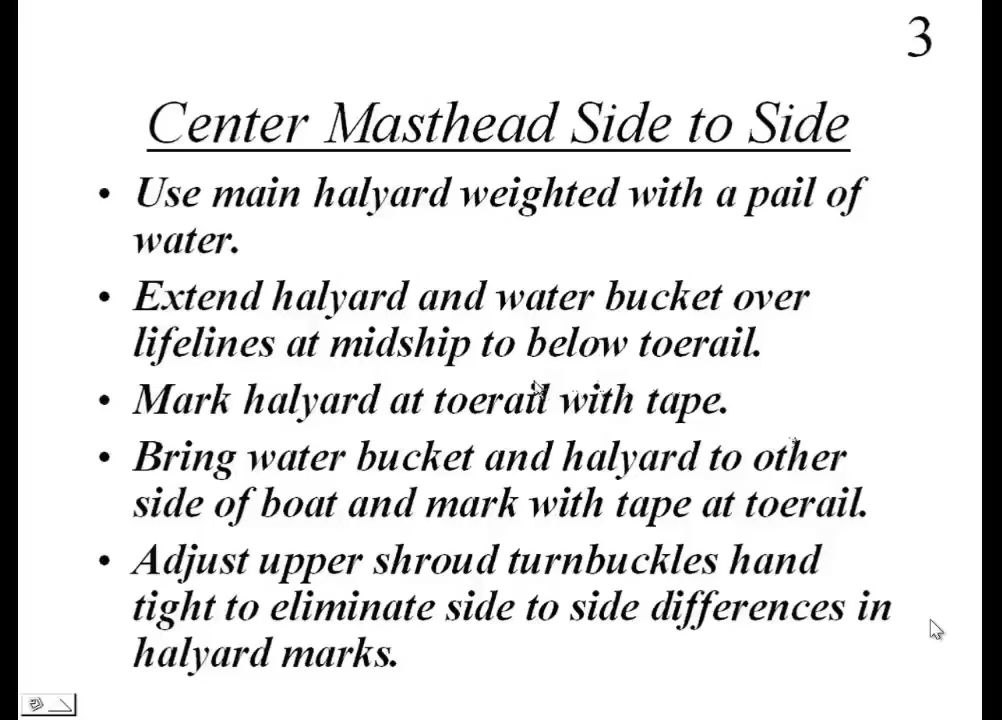 3
Center Masthead Side to Side
• Use main halyard weighted with a pail of
water.
• Extend halyard and water bucket over
lifelines at midship to below toerail.
• Mark halyard at toerail with tape.
• Bring water bucket and halyard to other
side of boat and mark with tape at toerail.
• Adjust upper shroud turnbuckles hand
tight to eliminate side to side differences in
halyard marks.